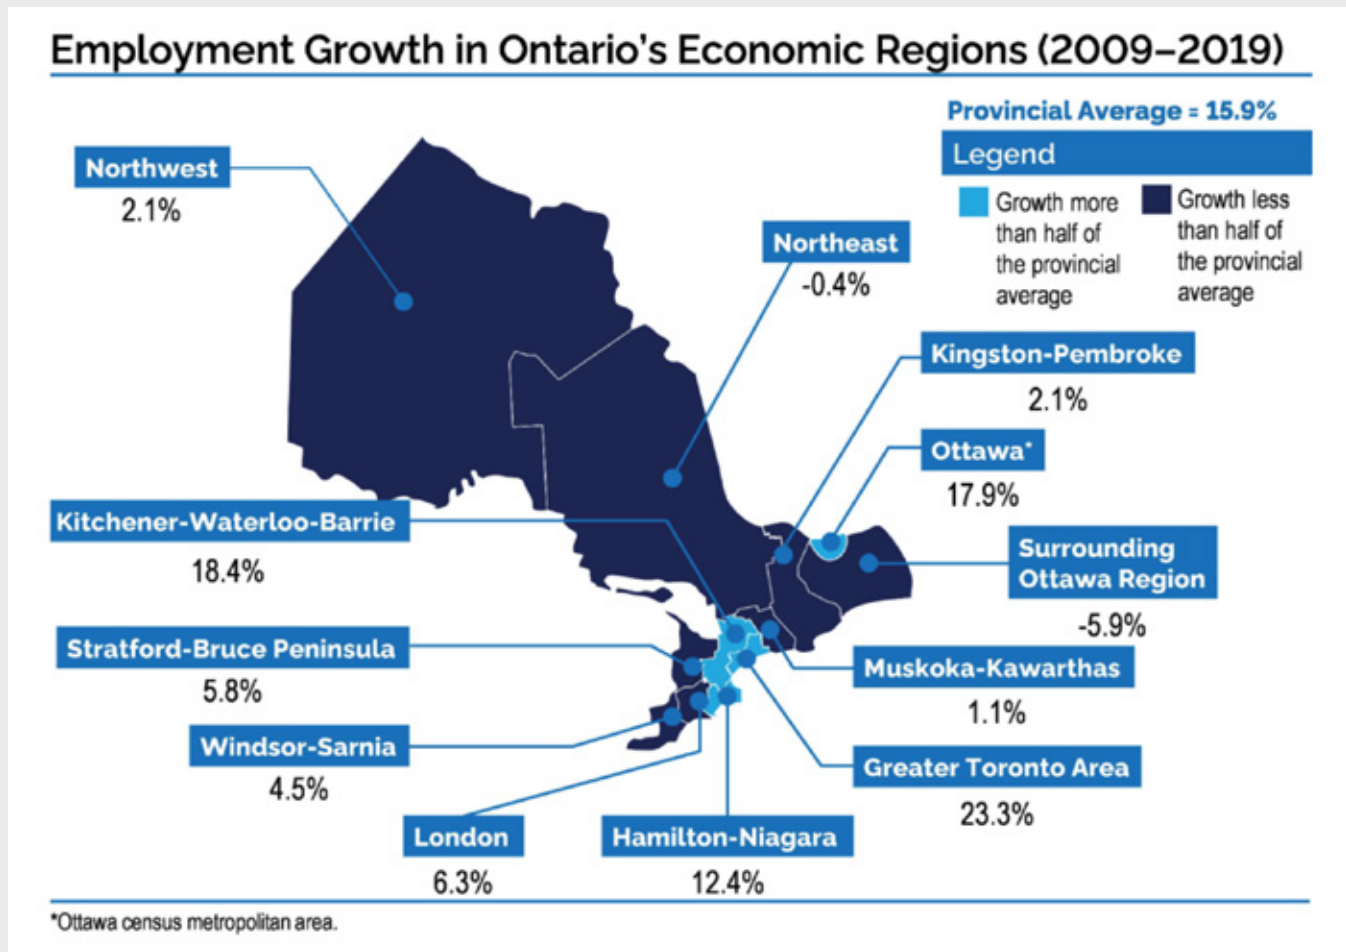 Employment Growth in Ontario's Economic Regions (2009–2019)
Provincial Average = 15.9%
Legend
Growth more
than half of
the provincial
average
Growth less
than half of
the provincial
average
Northwest
2.1%
Northeast
-0.4%
Kingston-Pembroke
2.1%
Ottawa*
17.9%
Kitchener-Waterloo-Barrie
18.4%
Surrounding
Ottawa Region
-5.9%
Stratford-Bruce Peninsula
5.8%
Muskoka-Kawarthas
1.1%
Windsor-Sarnia
4.5%
Greater Toronto Area
23.3%
London
6.3%
Hamilton-Niagara
12.4%
*Ottawa census metropolitan area.